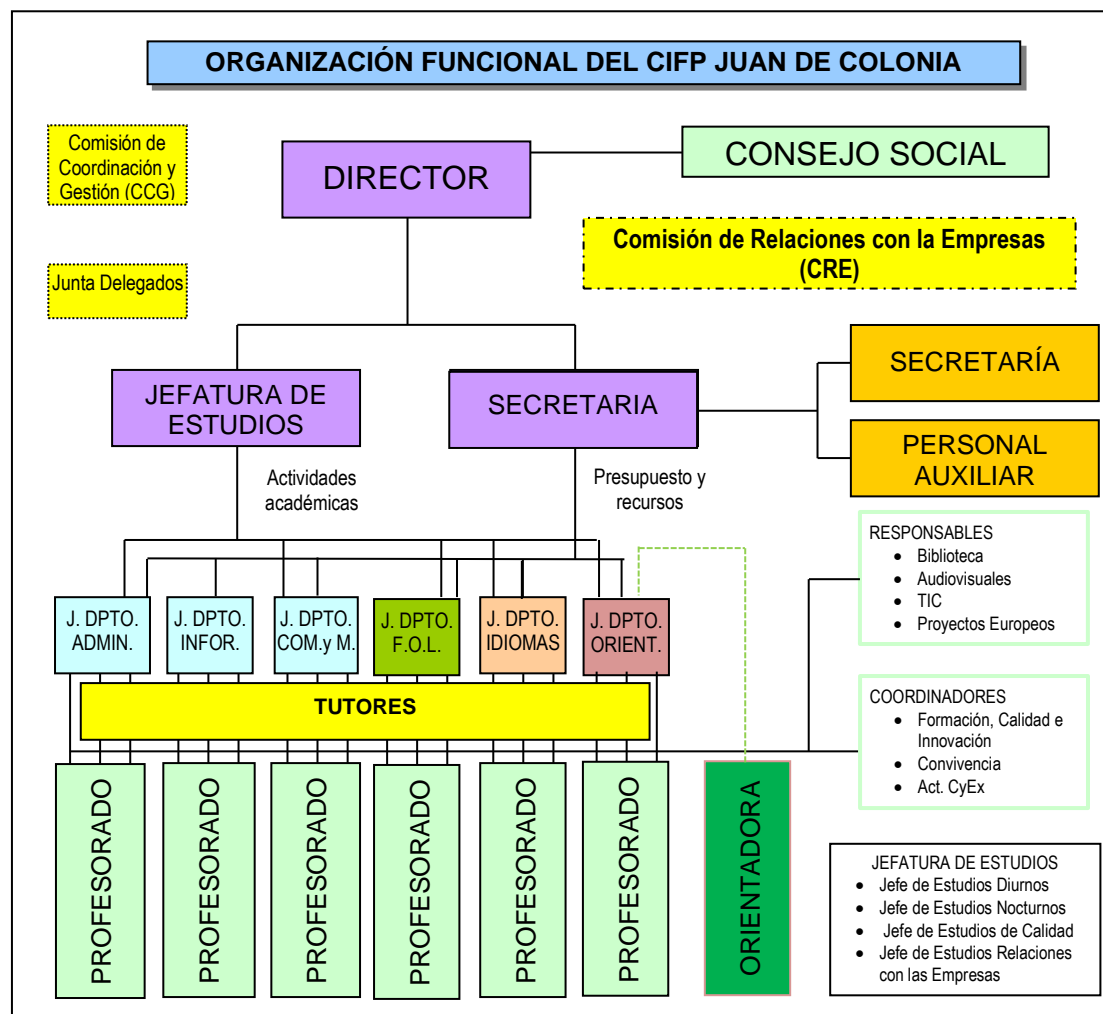 ORGANIZACIÓN FUNCIONAL DEL CIFP JUAN DE COLONIA
Comisión de
Coordinación y
Gestión (CCG)
DIRECTOR
CONSEJO SOCIAL
Comisión de Relaciones con la Empresas
(CRE)
Junta Delegados
JEFATURA DE
ESTUDIOS
SECRETARIA
SECRETARÍA
PERSONAL
AUXILIAR
Actividades
académicas
Presupuesto y
recursos
RESPONSABLES
• Biblioteca
• Audiovisuales
• TIC
• Proyectos Europeos
J. DPTO.
ADMIN.
J. DPTO.
INFOR.
J. DPTO.
COM.y M.
J. DPTO.
F.O.L.
J. DPTO.
IDIOMAS
J. DPTO.
ORIENT.
TUTORES
COORDINADORES
• Formación, Calidad e
Innovación
• Convivencia
• Act. CyEx
PROFESORADO
PROFESORADO
PROFESORADO
PROFESORADO
PROFESORADO
PROFESORADO
ORIENTADORA
JEFATURA DE ESTUDIOS
• Jefe de Estudios Diurnos
• Jefe de Estudios Nocturnos
• Jefe de Estudios de Calidad
• Jefe de Estudios Relaciones
con las Empresas